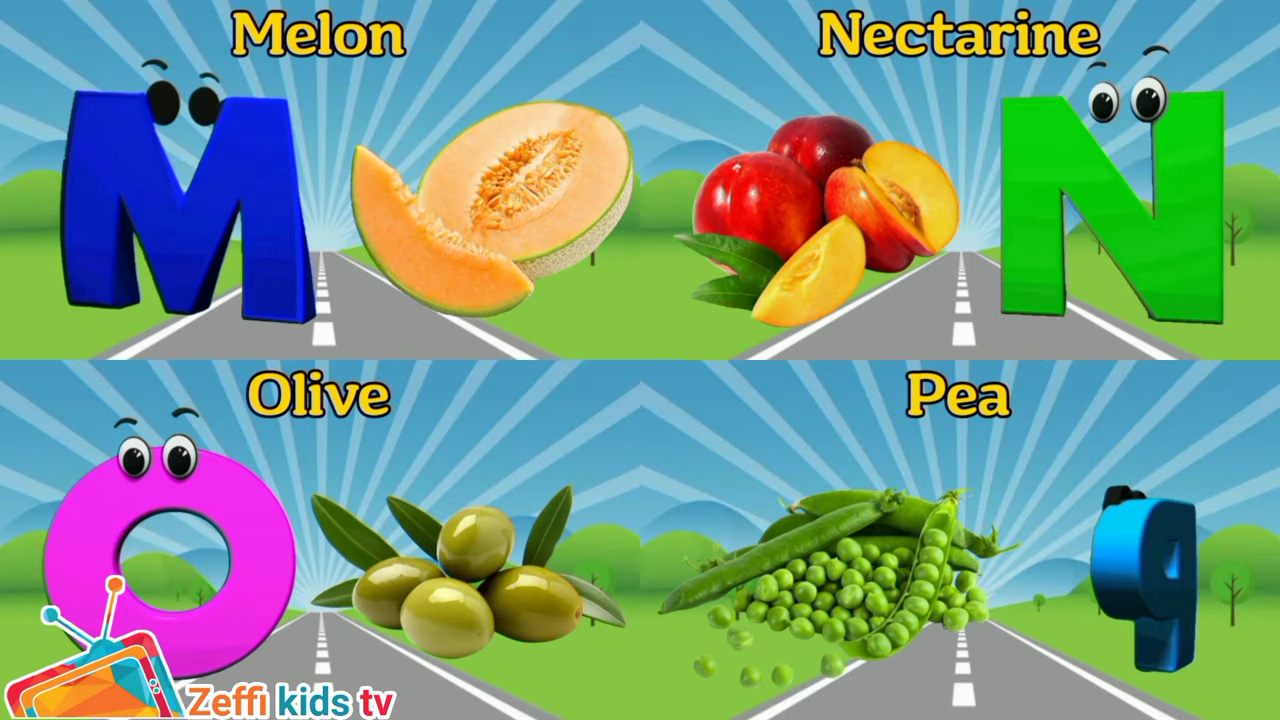 Melon
Nectarine
M
N
Olive
Pea
O
P
Zeffi kids tv